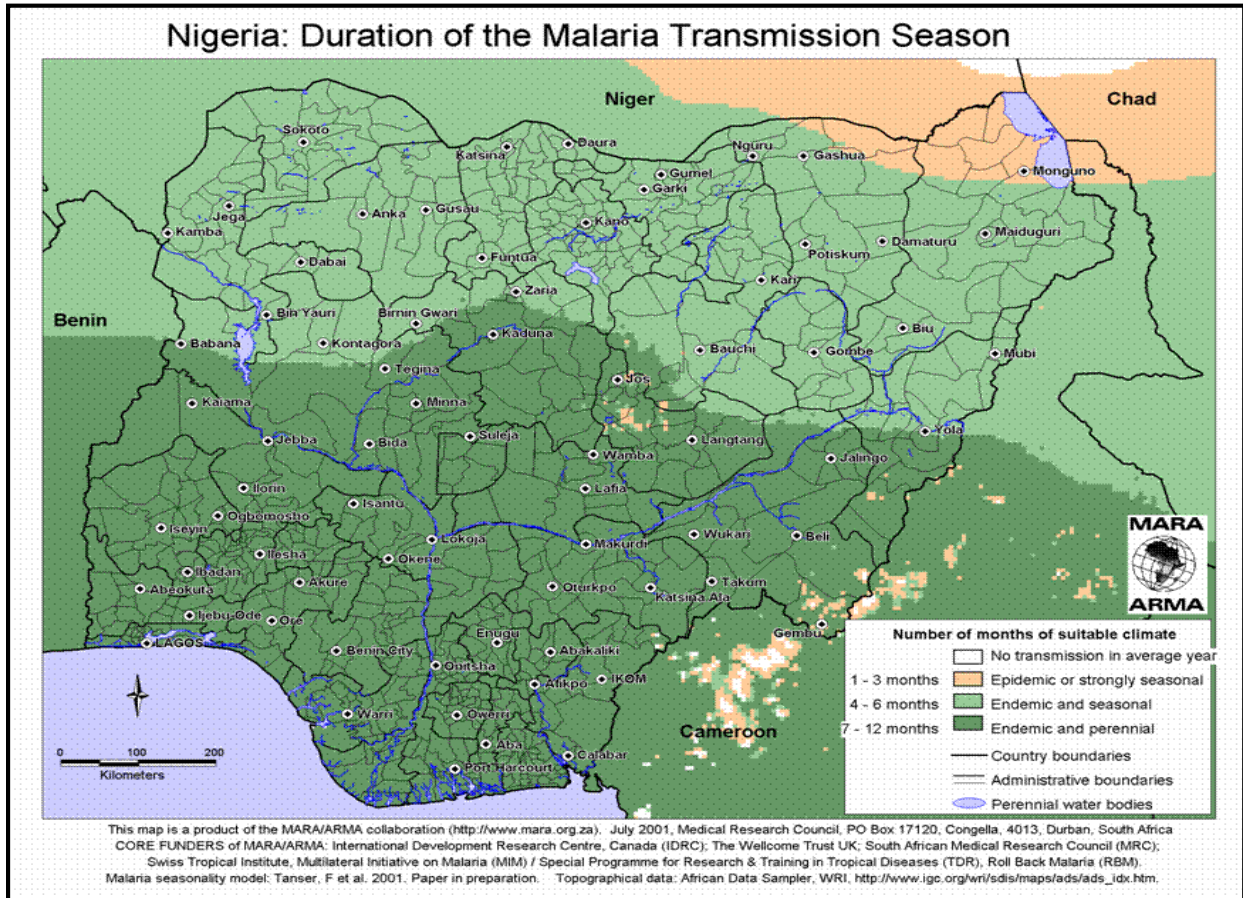 Nigeria: Duration of the Malaria Transmission Season
Niger
Chad
Sokoto
Katsina
Daura
Nguru
Gashua
Gumel
Garki
Monguno
Jega
Anka
Gusau
Kano
Kamba
Maiduguri
Damaturu
Potiskum
Dabai
Funtua
Kari
Zaria
Benin
Bin Yauri
Birnin Gwari
Biu
Kaduna
Babana
Kontagora
Bauchi
Gombe
Mubi
Tegina
Jos
Kaiama
Minna
Jebba
Bida
Suleja
Langtang
Yola
Wamba
Jalingo
Ilorin
Lafia
Isantu
Ogbomosho
Iseyin
Lokoja
Makurdi
Wukari
Beli
MARA
ARMA
Ilesha
Okene
Ibadan
Akure
Oturkpo
Katsina Ala
Takum
Abeokuta
Ijebu-Ode
Ore
Gembu
LAGOS
Enugu
Benin City
Abakaliki
Onitsha
Afikpo
IKOM
Warri
Owerri
Cameroon
Aba
Calabar
Port Harcourt
0 100 200
Kilometers
Number of months of suitable climate
No transmission in average year
1 - 3 months Epidemic or strongly seasonal
4 - 6 months Endemic and seasonal
7 - 12 months Endemic and perennial
Country boundaries
Administrative boundaries
Perennial water bodies
This map is a product of the MARA/ARMA collaboration (http://www.mara.org.za). July 2001, Medical Research Council, PO Box 17120, Congella, 4013, Durban, South Africa
CORE FUNDERS of MARA/ARMA: International Development Research Centre, Canada (IDRC); The Wellcome Trust UK; South African Medical Research Council (MRC);
Swiss Tropical Institute, Multilateral Initiative on Malaria (MIM) / Special Programme for Research & Training in Tropical Diseases (TDR), Roll Back Malaria (RBM).
Malaria seasonality model: Tanser, F et al. 2001. Paper in preparation. Topographical data: African Data Sampler, WRI, http://www.igc.org/wri/sdis/maps/ads/ads_idx.htm.